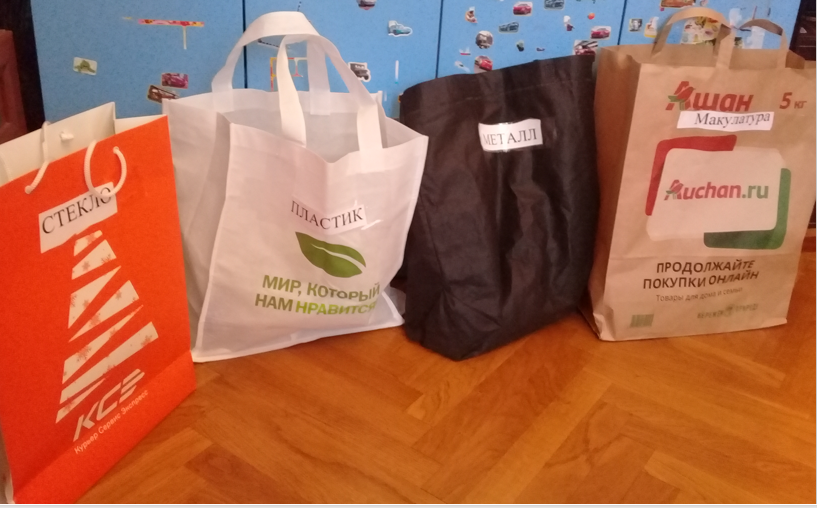 СТЕКЛО
КСЭ
Курьер Сервис Экспресс
ПЛАСТИК
МИР, КОТОРЫЙ
НАМ НРАВИТСЯ
МЕТАЛЛ
Ашан 5 кг
Макулатура
Auchan.ru
ПРОДОЛЖАЙТЕ
ПОКУПКИ ОНЛАЙН
Товары для дома и семьи